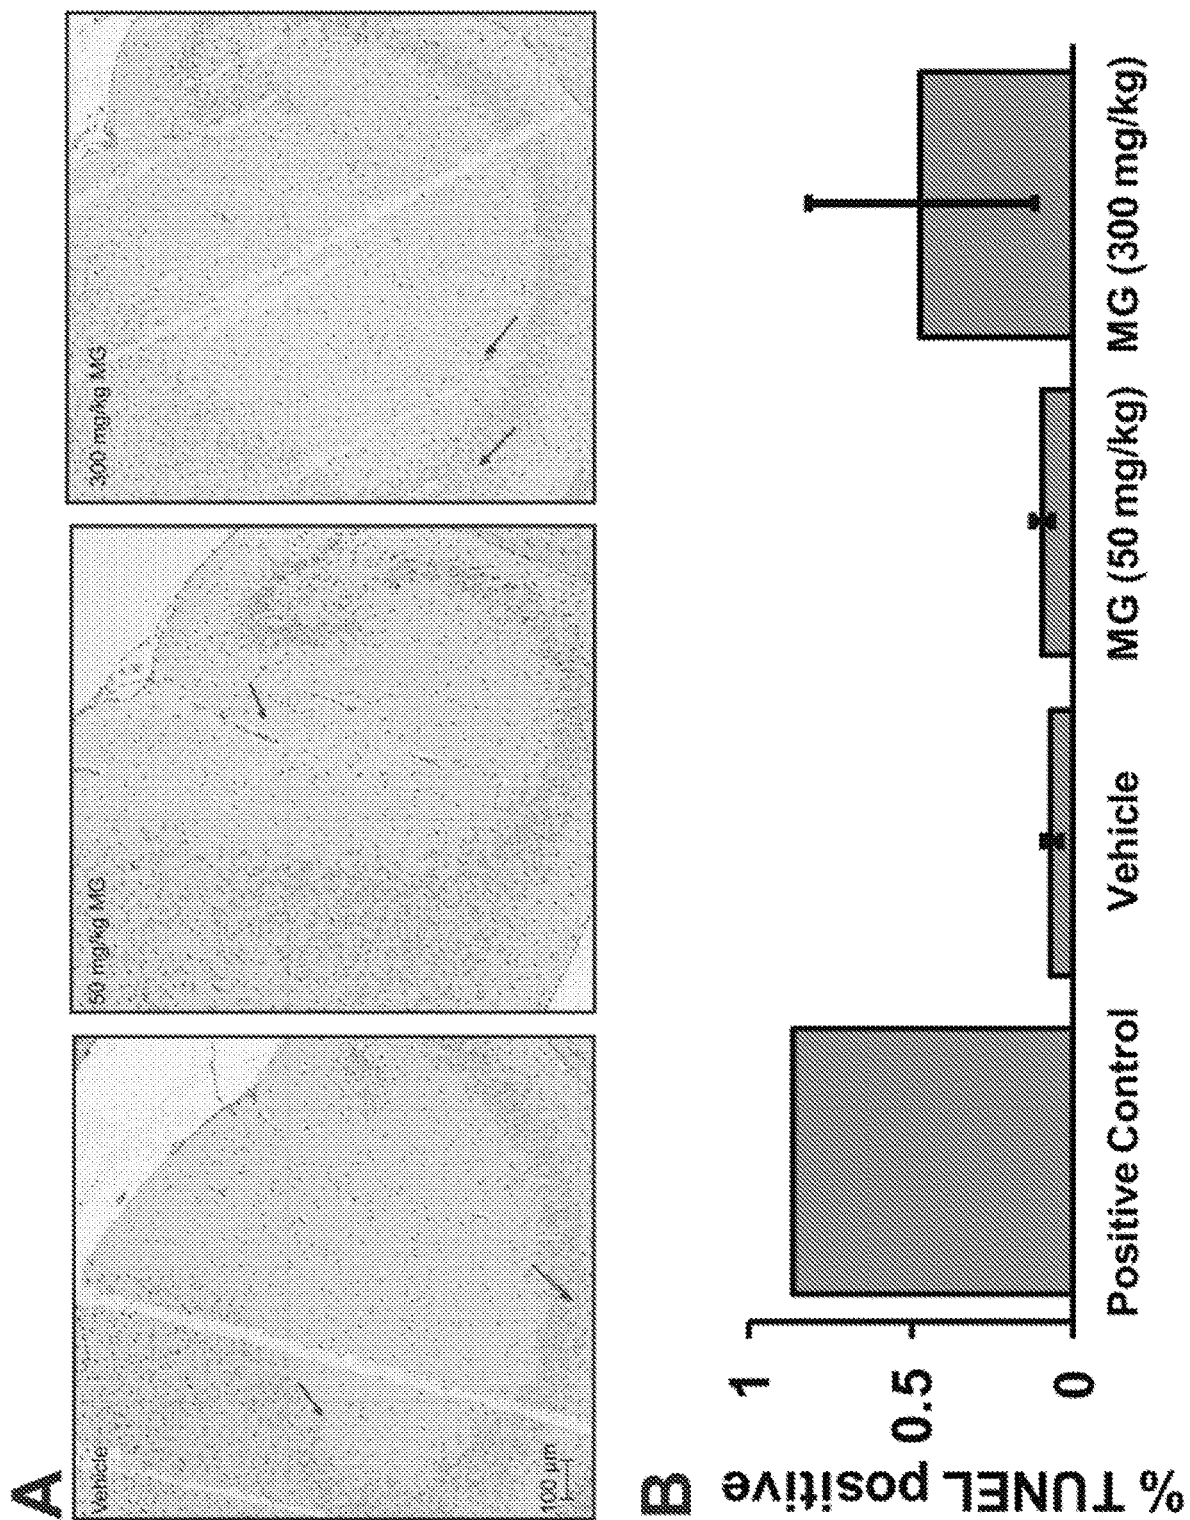 A
Vehicle
50 mg/kg MG
300 mg/kg MG
100 µm
B
% TUNEL positive
1
0.5
0
Positive Control
Vehicle
MG (50 mg/kg)
MG (300 mg/kg)